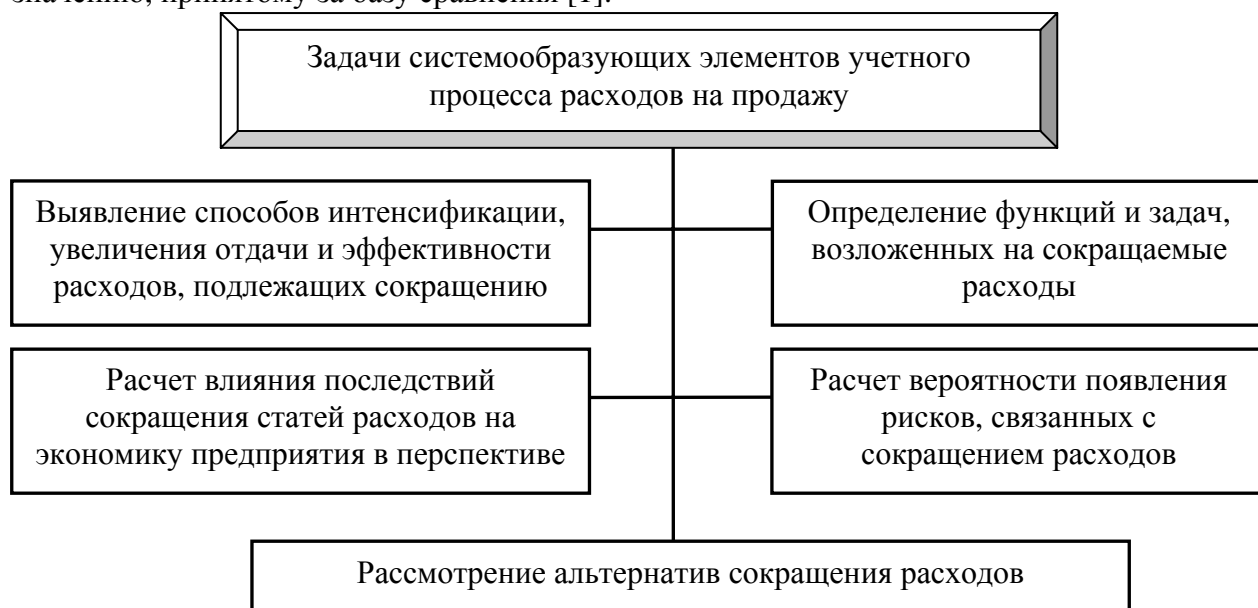 значению, принятому за базу сравнения [1].
Задачи системообразующих элементов учетного
процесса расходов на продажу
Выявление способов интенсификации,
увеличения отдачи и эффективности
расходов, подлежащих сокращению
Определение функций и задач,
возложенных на сокращаемые
расходы
Расчет влияния последствий
сокращения статей расходов на
экономику предприятия в перспективе
Расчет вероятности появления
рисков, связанных с
сокращением расходов
Рассмотрение альтернатив сокращения расходов